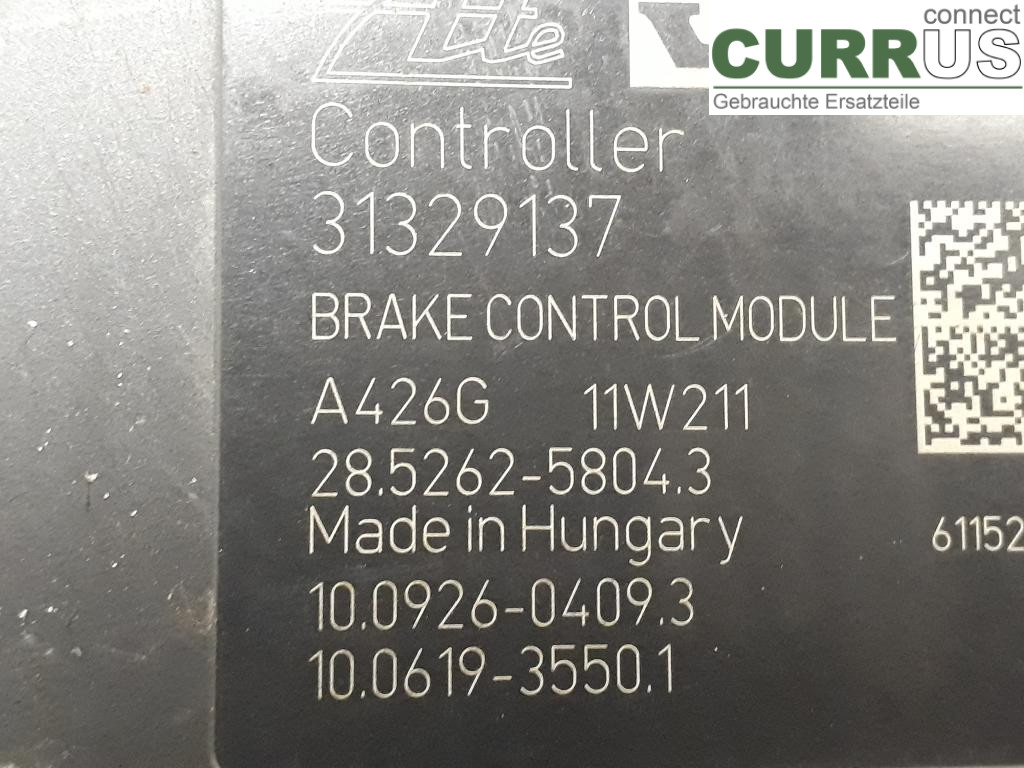 Ate
connect
CURRUS
Gebrauchte Ersatzteile
Controller
31329137
BRAKE CONTROL MODULE
A426G 11W211
28.5262-5804.3
Made in Hungary
61152
10.0926-0409.3
10.0619-3550.1